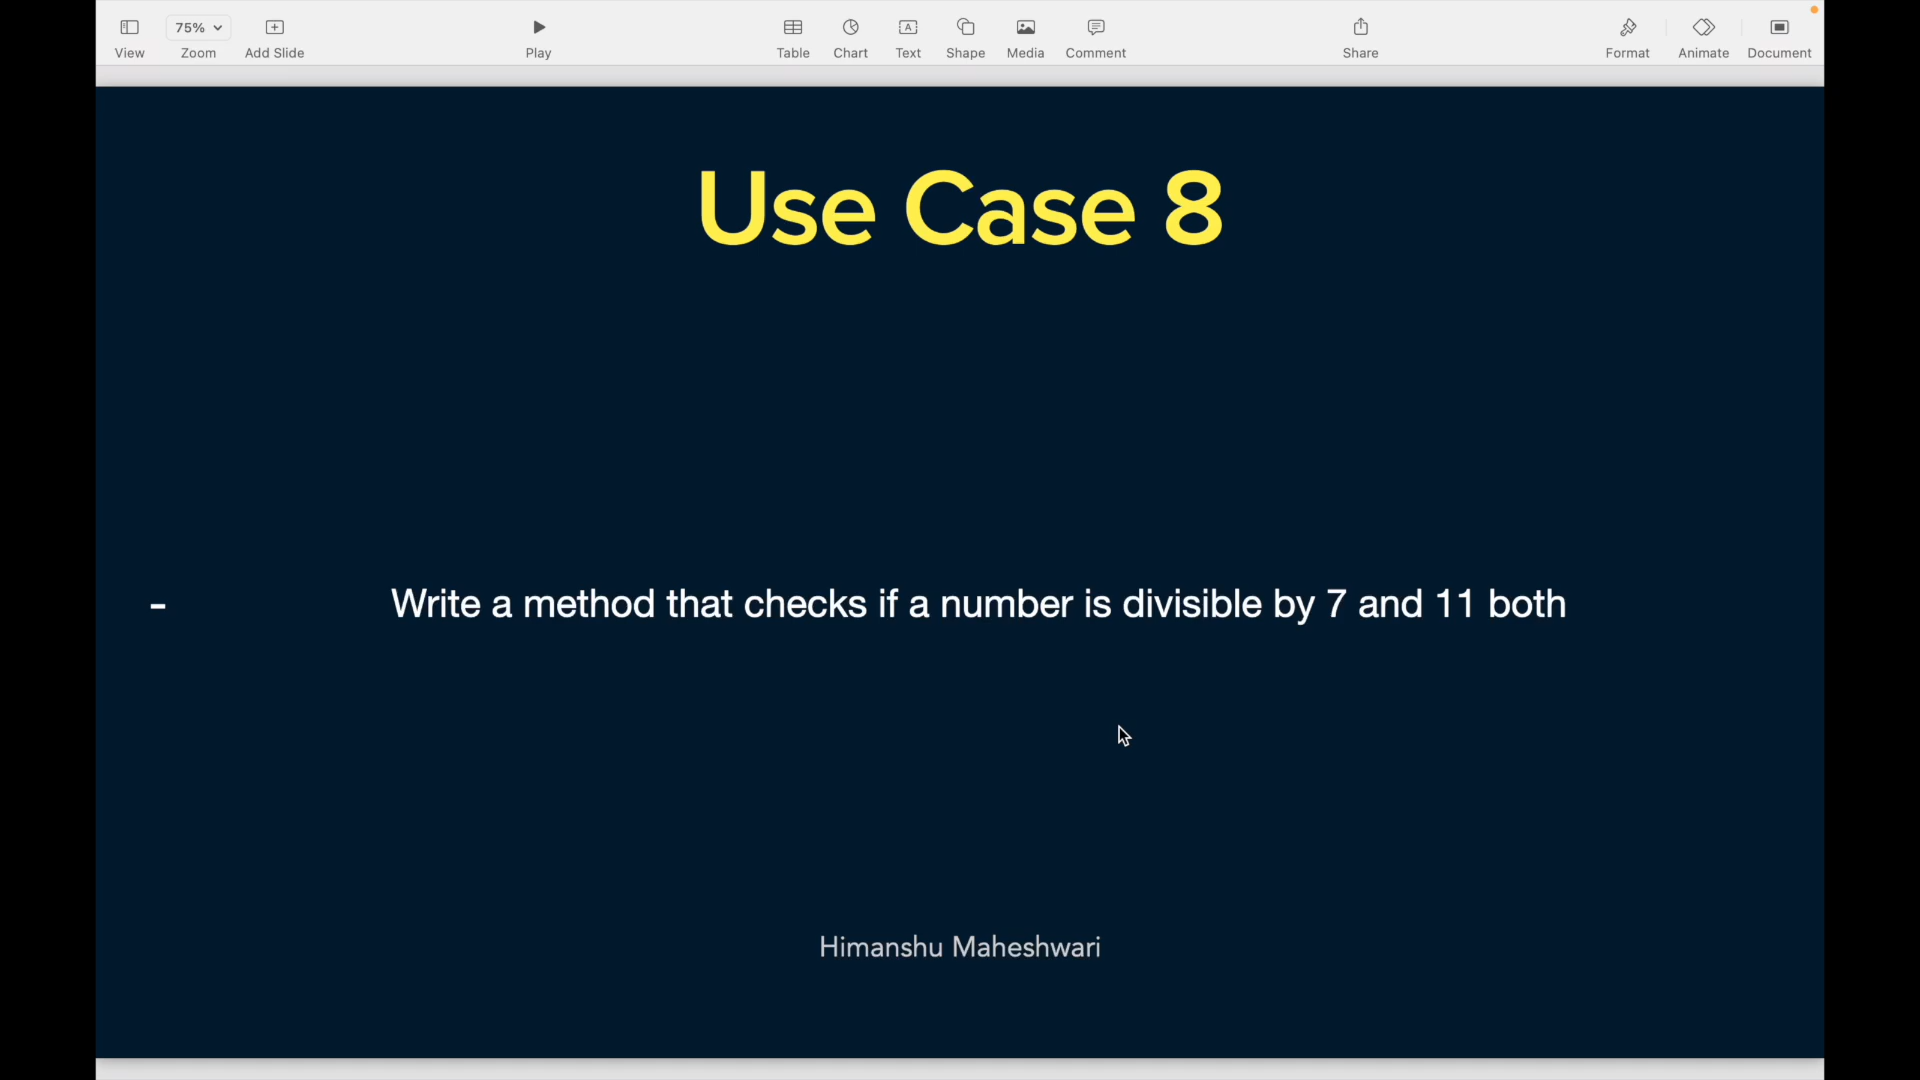 75%
View Zoom Add Slide Play Table Chart Text Shape Media Comment Share Format Animate Document
Use Case 8
- Write a method that checks if a number is divisible by 7 and 11 both
Himanshu Maheshwari